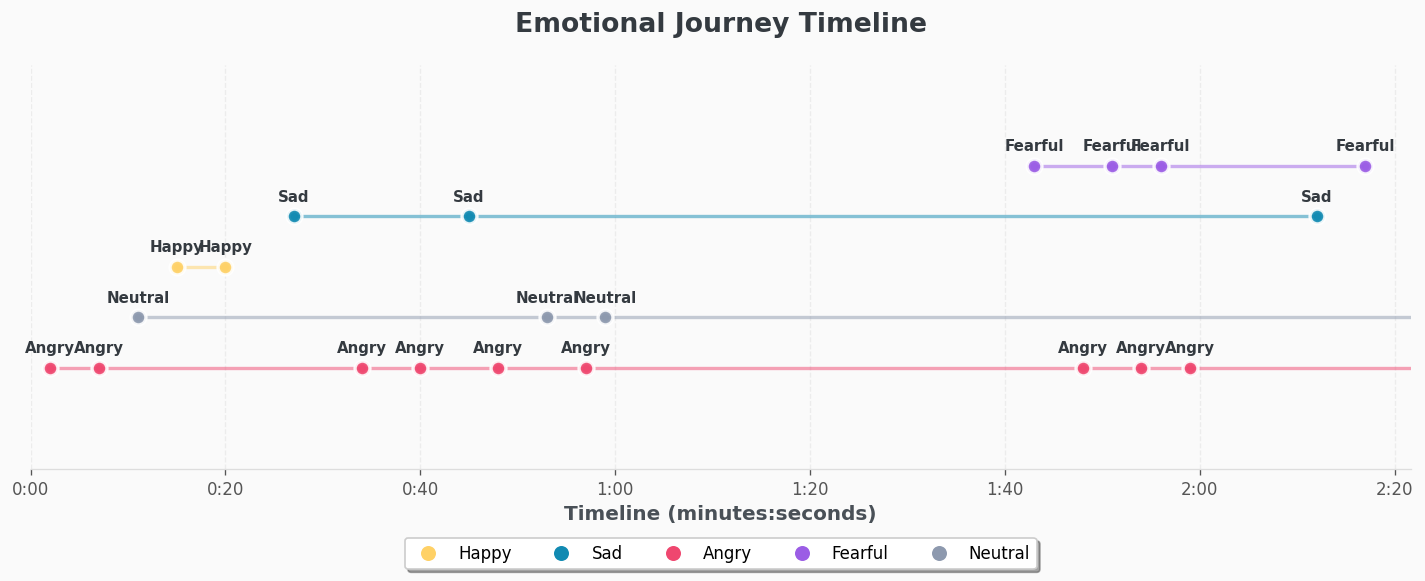 Emotional Journey Timeline
Fearful Fearful Fearful Fearful
Sad Sad Sad
Happy Happy
Neutral Neutral Neutral
Angry Angry Angry Angry Angry Angry Angry Angry Angry
0:00 0:20 0:40 1:00 1:20 1:40 2:00 2:20
Timeline (minutes:seconds)
Happy Sad Angry Fearful Neutral